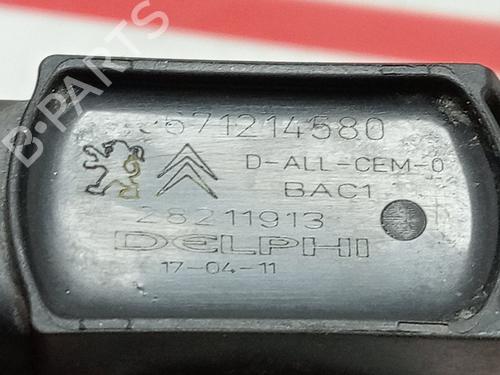 9671214580
D-ALL-CEM-0
BAC1
28211913
DELPHI
17-04-11
B-PARTS